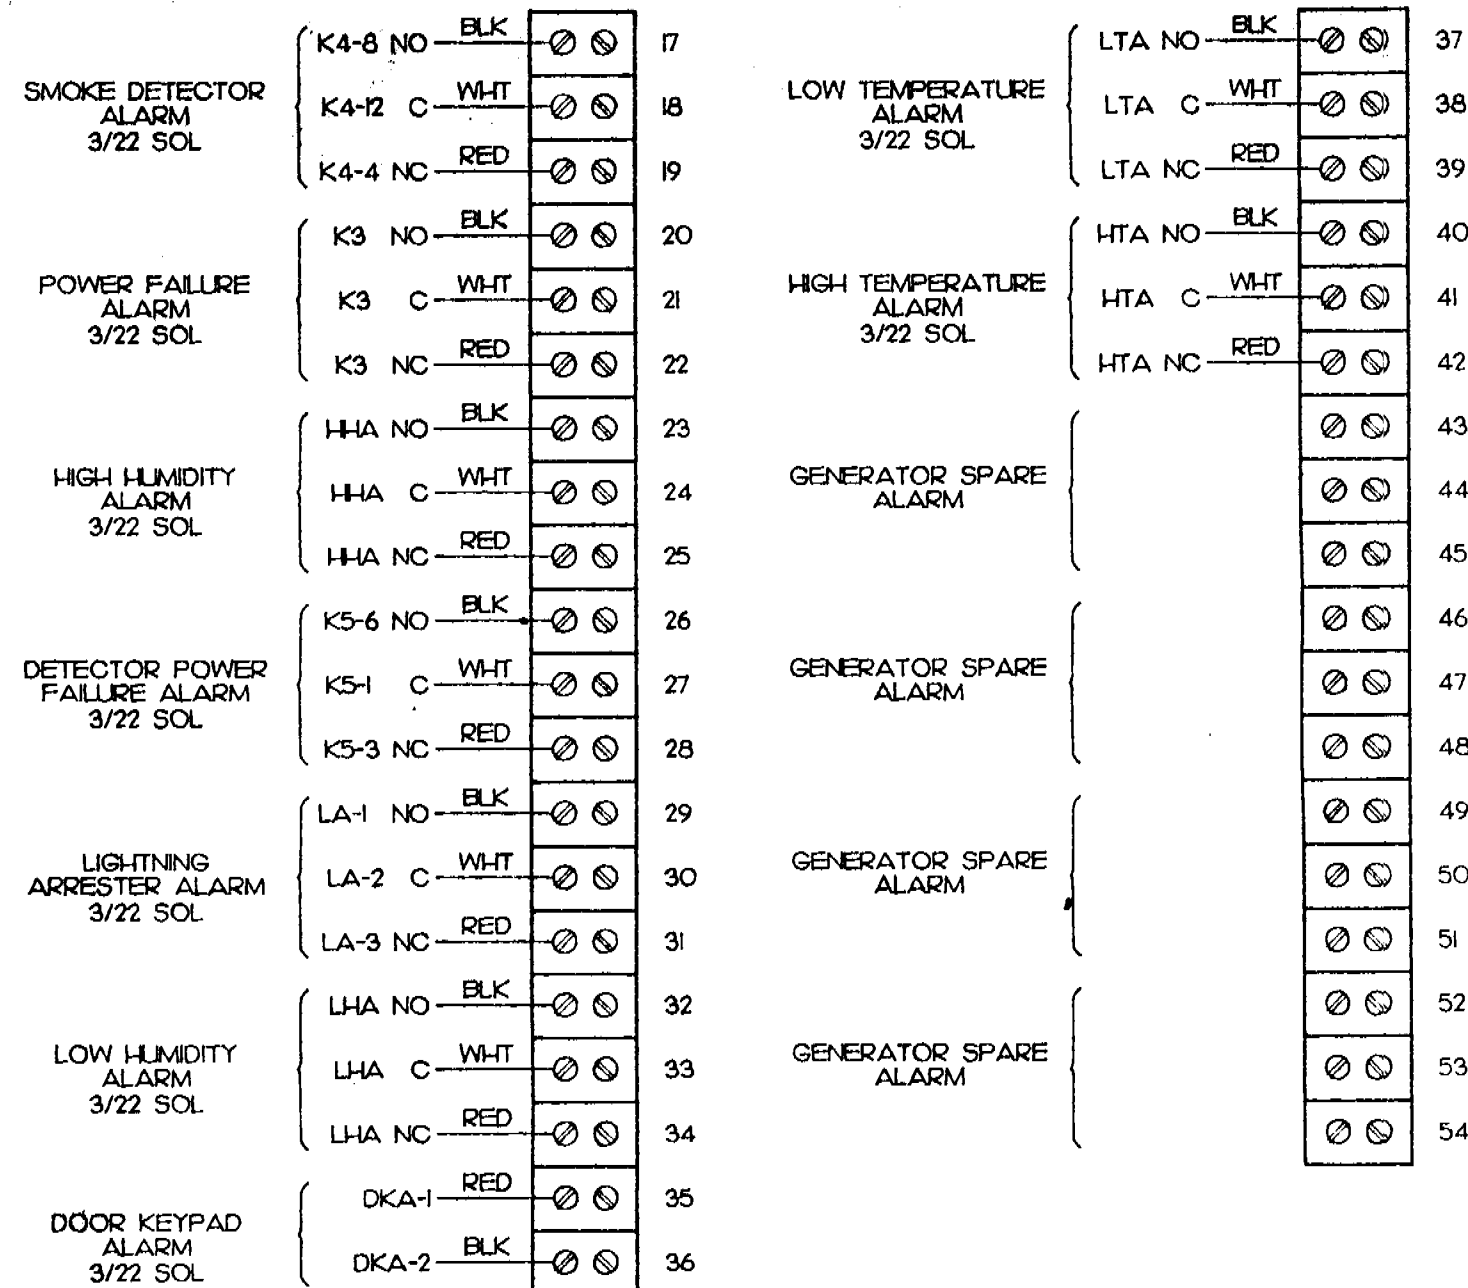 SMOKE DETECTOR
ALARM
3/22 SOL
K4-8 NO BLK 17
K4-12 C WHT 18
K4-4 NC RED 19
POWER FAILURE
ALARM
3/22 SOL
K3 NO BLK 20
K3 C WHT 21
K3 NC RED 22
HIGH HUMIDITY
ALARM
3/22 SOL
HHA NO BLK 23
HHA C WHT 24
HHA NC RED 25
DETECTOR POWER
FAILURE ALARM
3/22 SOL
K5-6 NO BLK 26
K5-1 C WHT 27
K5-3 NC RED 28
LIGHTNING
ARRESTER ALARM
3/22 SOL
LA-1 NO BLK 29
LA-2 C WHT 30
LA-3 NC RED 31
LOW HUMIDITY
ALARM
3/22 SOL
LHA NO BLK 32
LHA C WHT 33
LHA NC RED 34
DOOR KEYPAD
ALARM
3/22 SOL
DKA-1 RED 35
DKA-2 BLK 36
LOW TEMPERATURE
ALARM
3/22 SOL
LTA NO BLK 37
LTA C WHT 38
LTA NC RED 39
HIGH TEMPERATURE
ALARM
3/22 SOL
HTA NO BLK 40
HTA C WHT 41
HTA NC RED 42
GENERATOR SPARE
ALARM
43
44
45
GENERATOR SPARE
ALARM
46
47
48
GENERATOR SPARE
ALARM
49
50
51
GENERATOR SPARE
ALARM
52
53
54